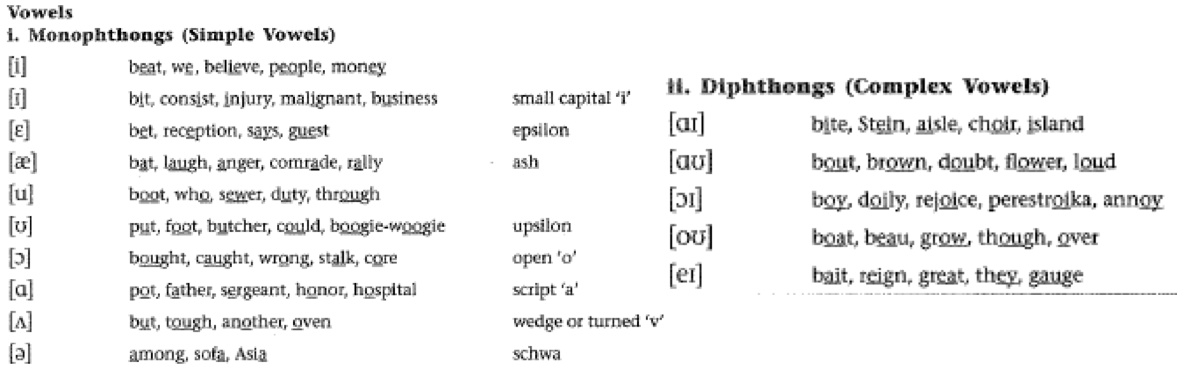 Vowels
i. Monophthongs (Simple Vowels)
[i] beat, we, believe, people, money
[ɪ] bit, consist, injury, malignant, business small capital ‘i’
[ɛ] bet, reception, says, guest epsilon
[æ] bat, laugh, anger, comrade, rally ash
[u] boot, who, sewer, duty, through
[ʊ] put, foot, butcher, could, boogie-woogie upsilon
[ɔ] bought, caught, wrong, stalk, core open ‘o’
[ɑ] pot, father, sergeant, honor, hospital script ‘a’
[ʌ] but, tough, another, oven wedge or turned ‘v’
[ə] among, sofa, Asia schwa
ii. Diphthongs (Complex Vowels)
[ɑɪ] bite, Stein, aisle, choir, island
[ɑʊ] bout, brown, doubt, flower, loud
[ɔɪ] boy, doily, rejoice, perestroika, annoy
[oʊ] boat, beau, grow, though, over
[eɪ] bait, reign, great, they, gauge